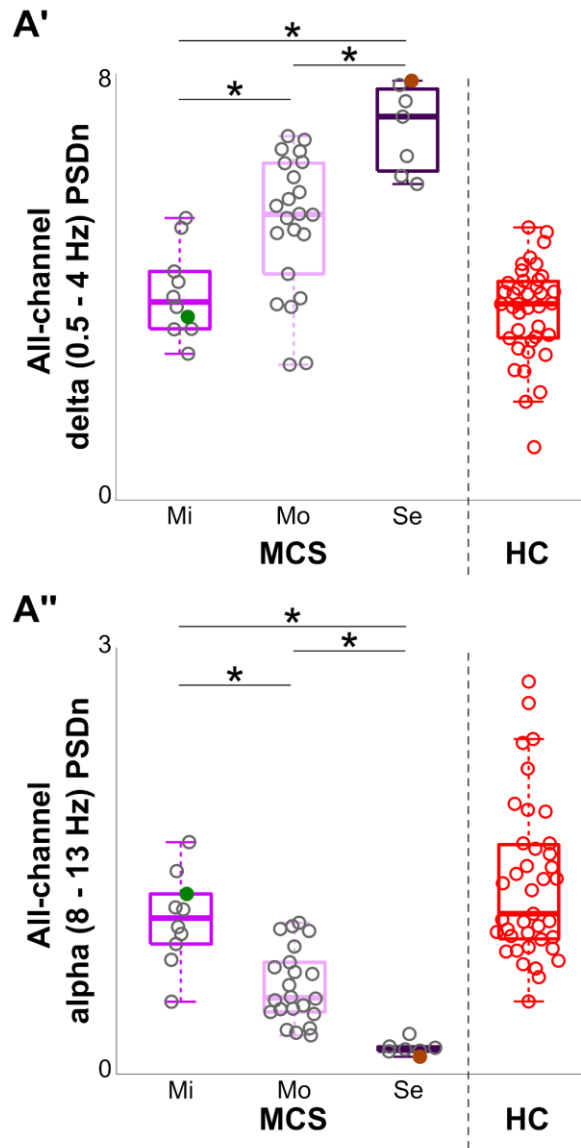 A'
*
*
*
8
All-channel
delta (0.5 - 4 Hz) PSDn
0
Mi
Mo
Se
MCS
HC
A"
*
*
*
3
All-channel
alpha (8 - 13 Hz) PSDn
0
Mi
Mo
Se
MCS
HC